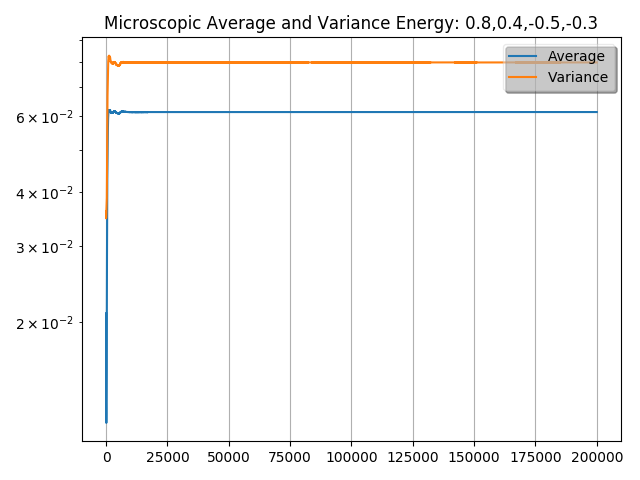 Microscopic Average and Variance Energy: 0.8,0.4,-0.5,-0.3
Average
Variance
6 × 10⁻²
4 × 10⁻²
3 × 10⁻²
2 × 10⁻²
0 25000 50000 75000 100000 125000 150000 175000 200000